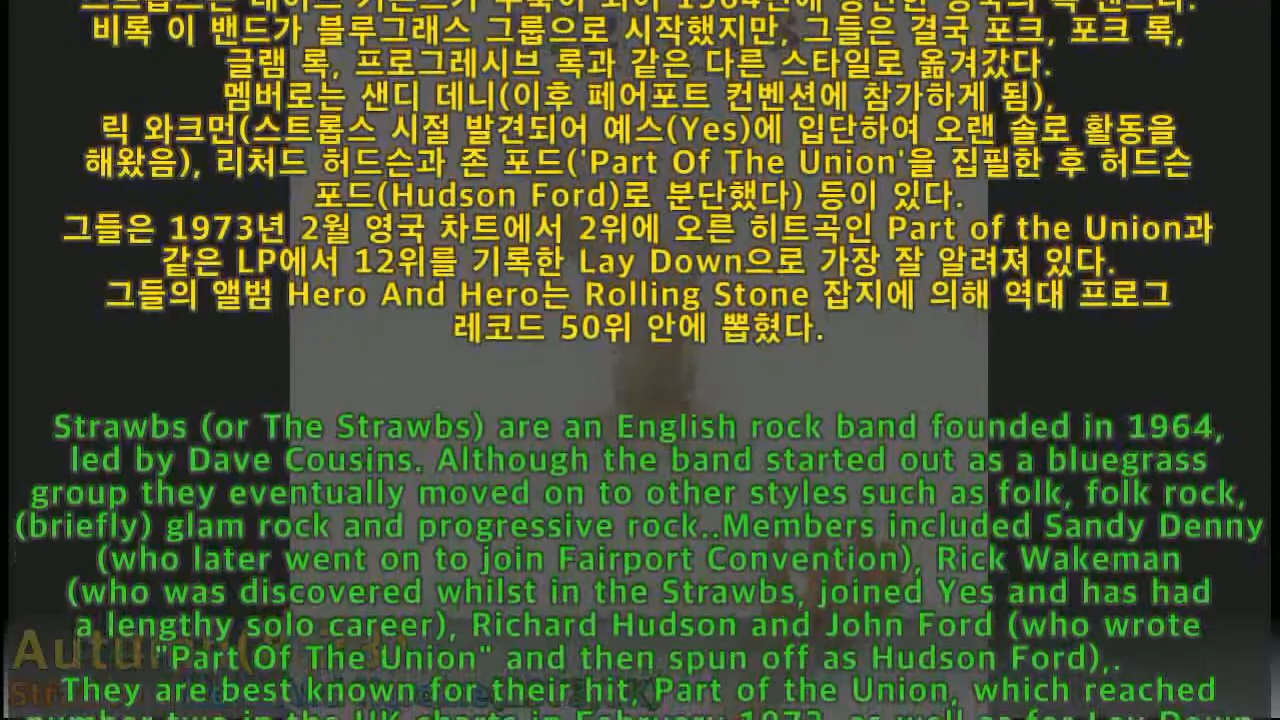 비록 이 밴드가 블루그래스 그룹으로 시작했지만, 그들은 결국 포크, 포크 록,
글램 록, 프로그레시브 록과 같은 다른 스타일로 옮겨갔다.
멤버로는 샌디 데니(이후 페어포트 컨벤션에 참가하게 됨),
릭 와크먼(스트롭스 시절 발견되어 예스(Yes)에 입단하여 오랜 솔로 활동을
해왔음), 리처드 허드슨과 존 포드('Part Of The Union'을 집필한 후 허드슨
포드(Hudson Ford)로 분단했다) 등이 있다.
그들은 1973년 2월 영국 차트에서 2위에 오른 히트곡인 Part of the Union과
같은 LP에서 12위를 기록한 Lay Down으로 가장 잘 알려져 있다.
그들의 앨범 Hero And Hero는 Rolling Stone 잡지에 의해 역대 프로그
레코드 50위 안에 뽑혔다.
Strawbs (or The Strawbs) are an English rock band founded in 1964,
led by Dave Cousins. Although the band started out as a bluegrass
group they eventually moved on to other styles such as folk, folk rock,
(briefly) glam rock and progressive rock..Members included Sandy Denny
(who later went on to join Fairport Convention), Rick Wakeman
(who was discovered whilst in the Strawbs, joined Yes and has had
a lengthy solo career), Richard Hudson and John Ford (who wrote
"Part Of The Union" and then spun off as Hudson Ford),.
They are best known for their hit, Part of the Union, which reached
number two in the UK charts in February 1973, as well as for Lay Down